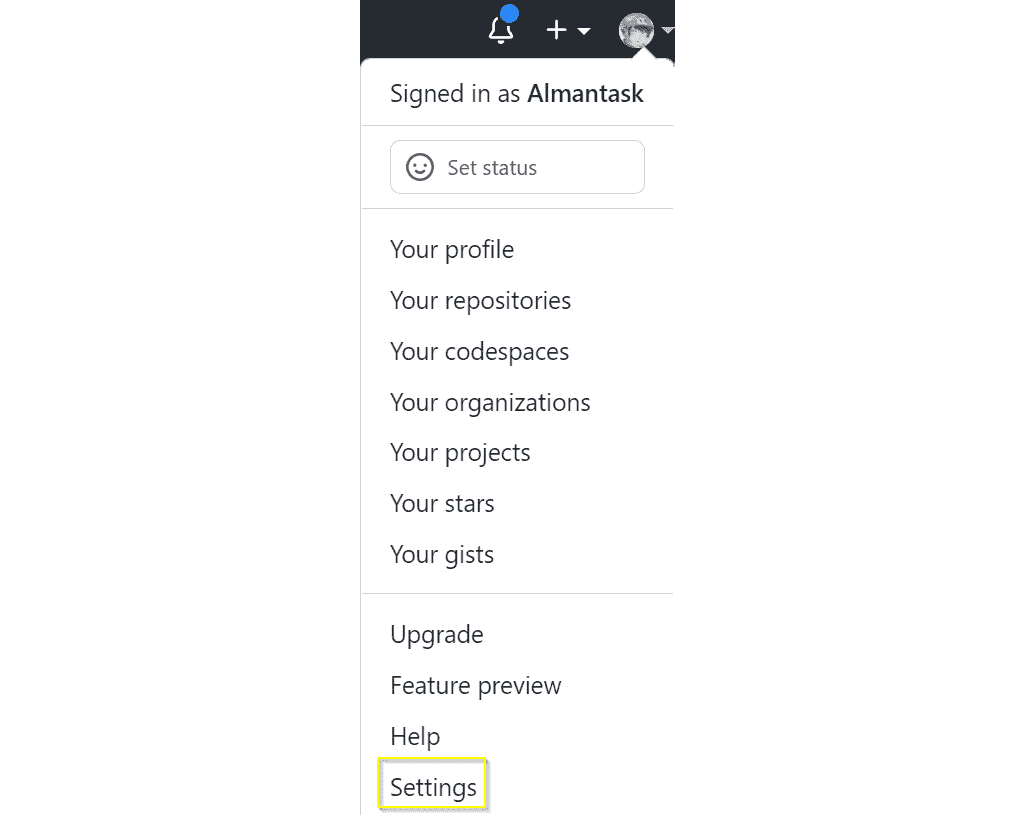 Signed in as Almantask
Set status
Your profile
Your repositories
Your codespaces
Your organizations
Your projects
Your stars
Your gists
Upgrade
Feature preview
Help
Settings